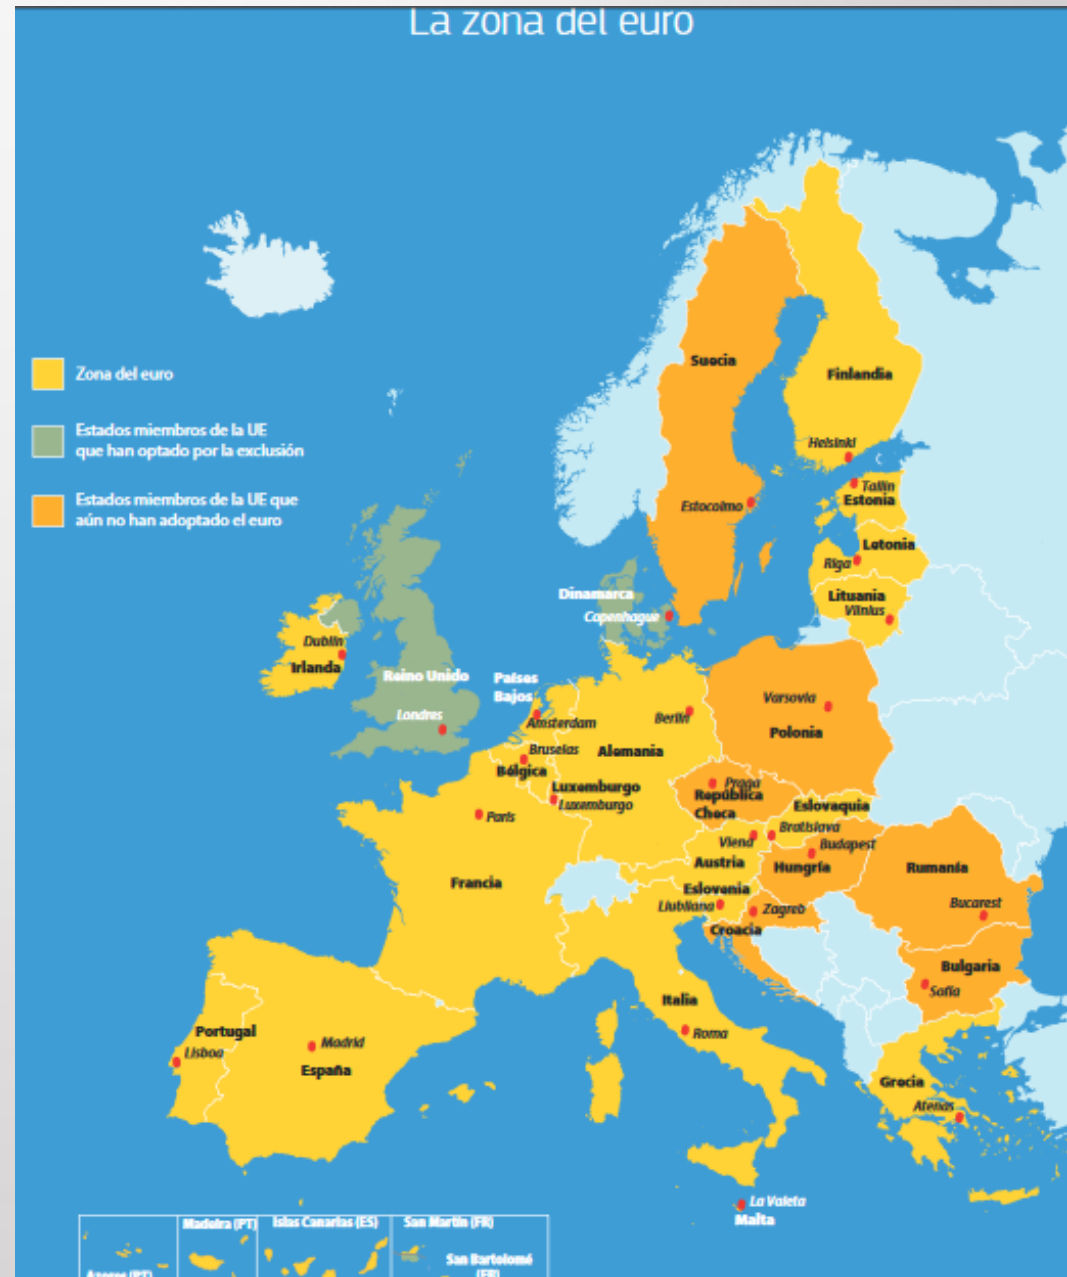 La zona del euro
Zona del euro
Estados miembros de la UE
que han optado por la exclusión
Estados miembros de la UE que
aún no han adoptado el euro
Suecia
Finlandia
Helsinki
Tallin
Estonia
Estocolmo
Letonia
Riga
Lituania
Vilnius
Dinamarca
Copenhague
Dublín
Irlanda
Reino Unido
Londres
Países
Bajos
Amsterdam
Berlín
Varsovia
Polonia
Bruselas
Bélgica
Alemania
Luxemburgo
Luxemburgo
París
Praga
República
Checa
Eslovaquia
Bratislava
Viena
Budapest
Austria
Hungría
Rumanía
Francia
Eslovenia
Liubliana
Zagreb
Bucarest
Croacia
Bulgaria
Sofía
Italia
Roma
Portugal
Lisboa
Madrid
España
Grecia
Atenas
La Valeta
Malta
Madeira (PT)
Islas Canarias (ES)
San Martín (FR)
San Bartolomé
(FR)
Azores (PT)